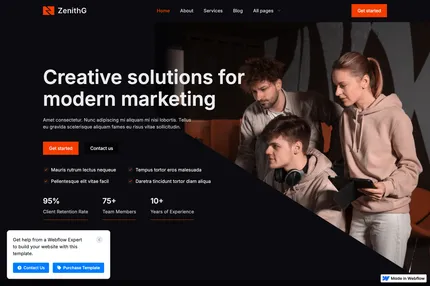 ZenithG
Home About Services Blog All pages
Get started
Creative solutions for
modern marketing
Amet consectetur. Nunc adipiscing mi aliquam mi nisi lobortis. Tellus
eu gravida scelerisque aliquam fames eu risus vitae sollicitudin.
Get started Contact us
Mauris rutrum lectus nequeue Tempus tortor eros malesuada
Pellentesque elit vitae facil Daretra tincidunt tortor diam aliqua
95% 75+ 10+
Client Retention Rate Team Members Years of Experience
Get help from a Webflow Expert
to build your website with this
template.
Contact Us Purchase Template
Made in Webflow